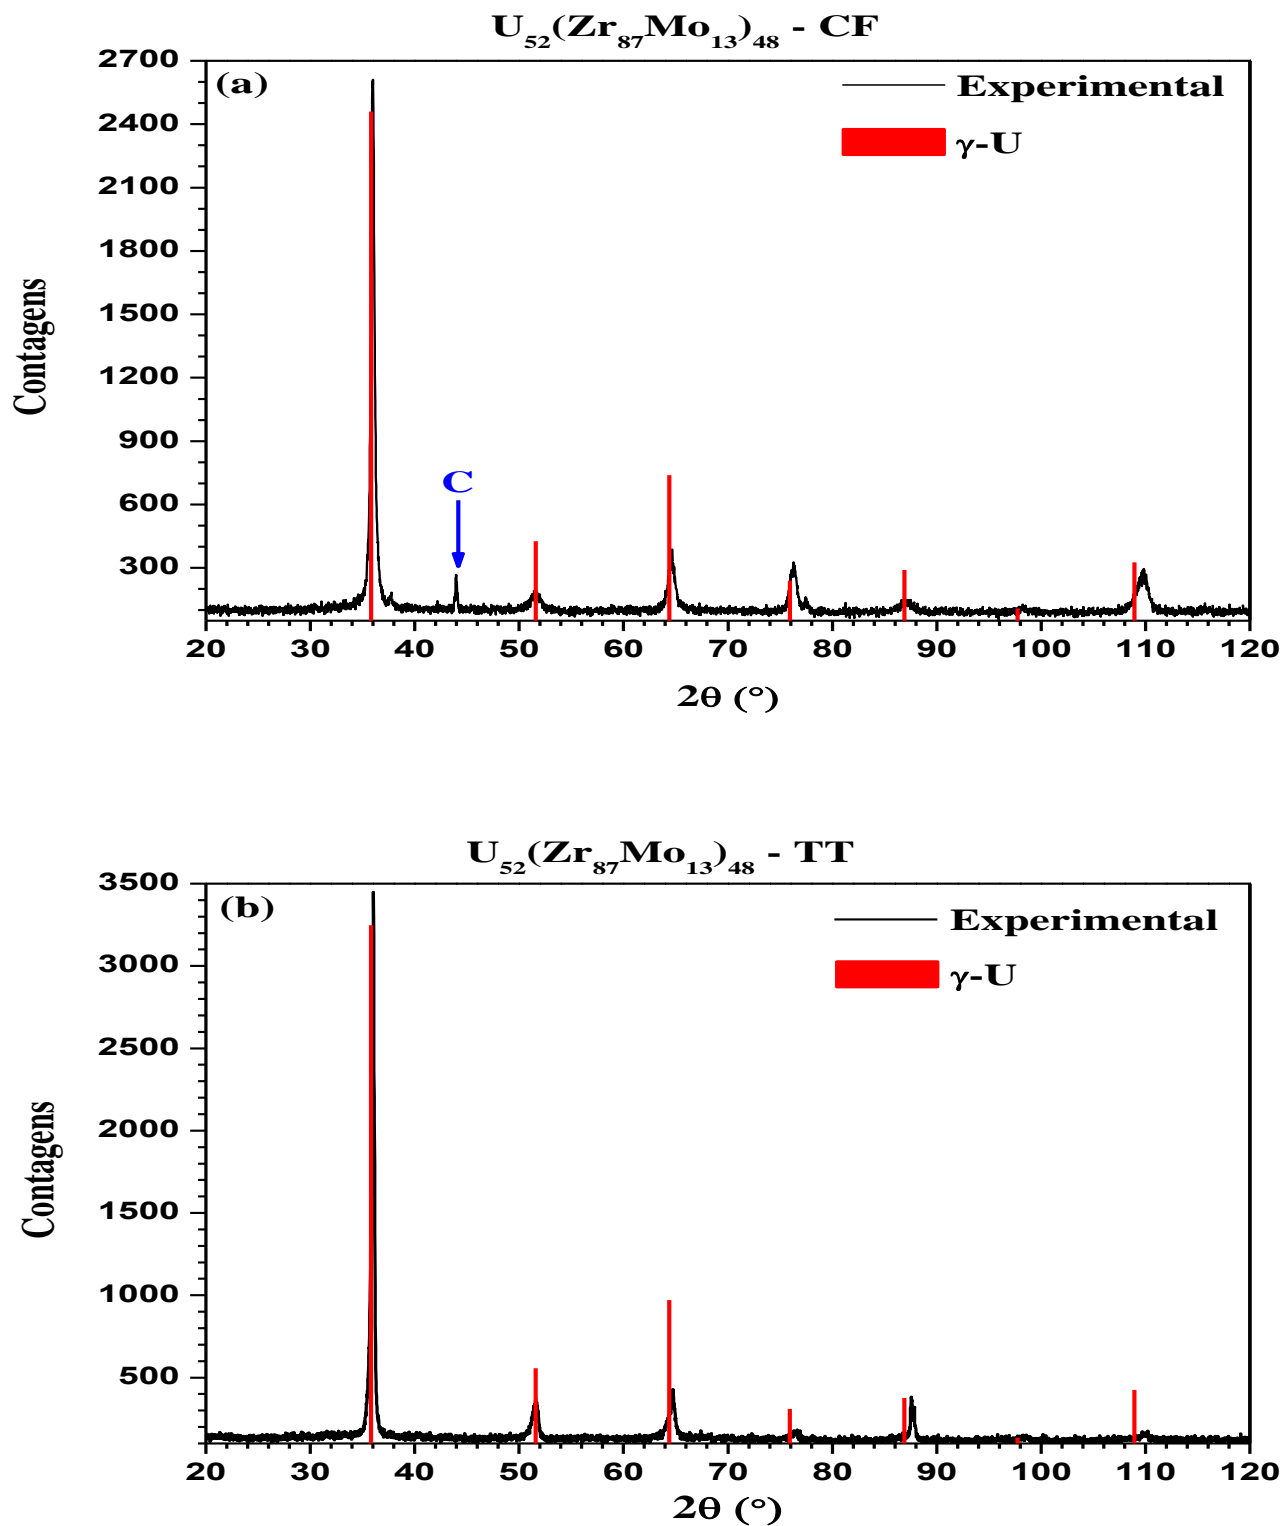 U52(Zr87Mo13)48 - CF
(a)
Experimental
γ-U
2700
2400
2100
1800
1500
1200
900
600
300
Contagens
C
20 30 40 50 60 70 80 90 100 110 120
2θ (°)
U52(Zr87Mo13)48 - TT
(b)
Experimental
γ-U
3500
3000
2500
2000
1500
1000
500
Contagens
20 30 40 50 60 70 80 90 100 110 120
2θ (°)